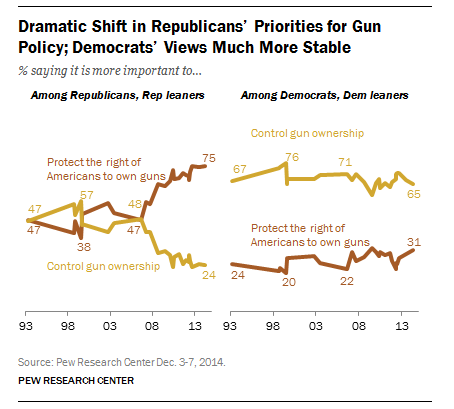 Dramatic Shift in Republicans' Priorities for Gun
Policy; Democrats' Views Much More Stable
% saying it is more important to...
Among Republicans, Rep leaners
Among Democrats, Dem leaners
Protect the right of
Americans to own guns
75
47
57
48
47
38
47
Control gun ownership
24
93
98
03
08
13
Control gun ownership
67
76
71
65
Protect the right of
Americans to own guns
31
24
20
22
93
98
03
08
13
Source: Pew Research Center Dec. 3-7, 2014.
PEW RESEARCH CENTER